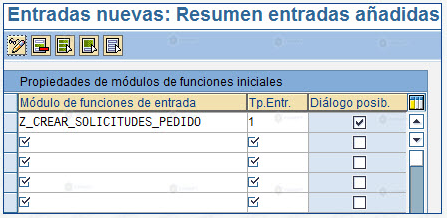 Entradas nuevas: Resumen entradas añadidas
Propiedades de módulos de funciones iniciales
Módulo de funciones de entrada Tp.Entr. Diálogo posib.
Z_CREAR_SOLICITUDES_PEDIDO 1